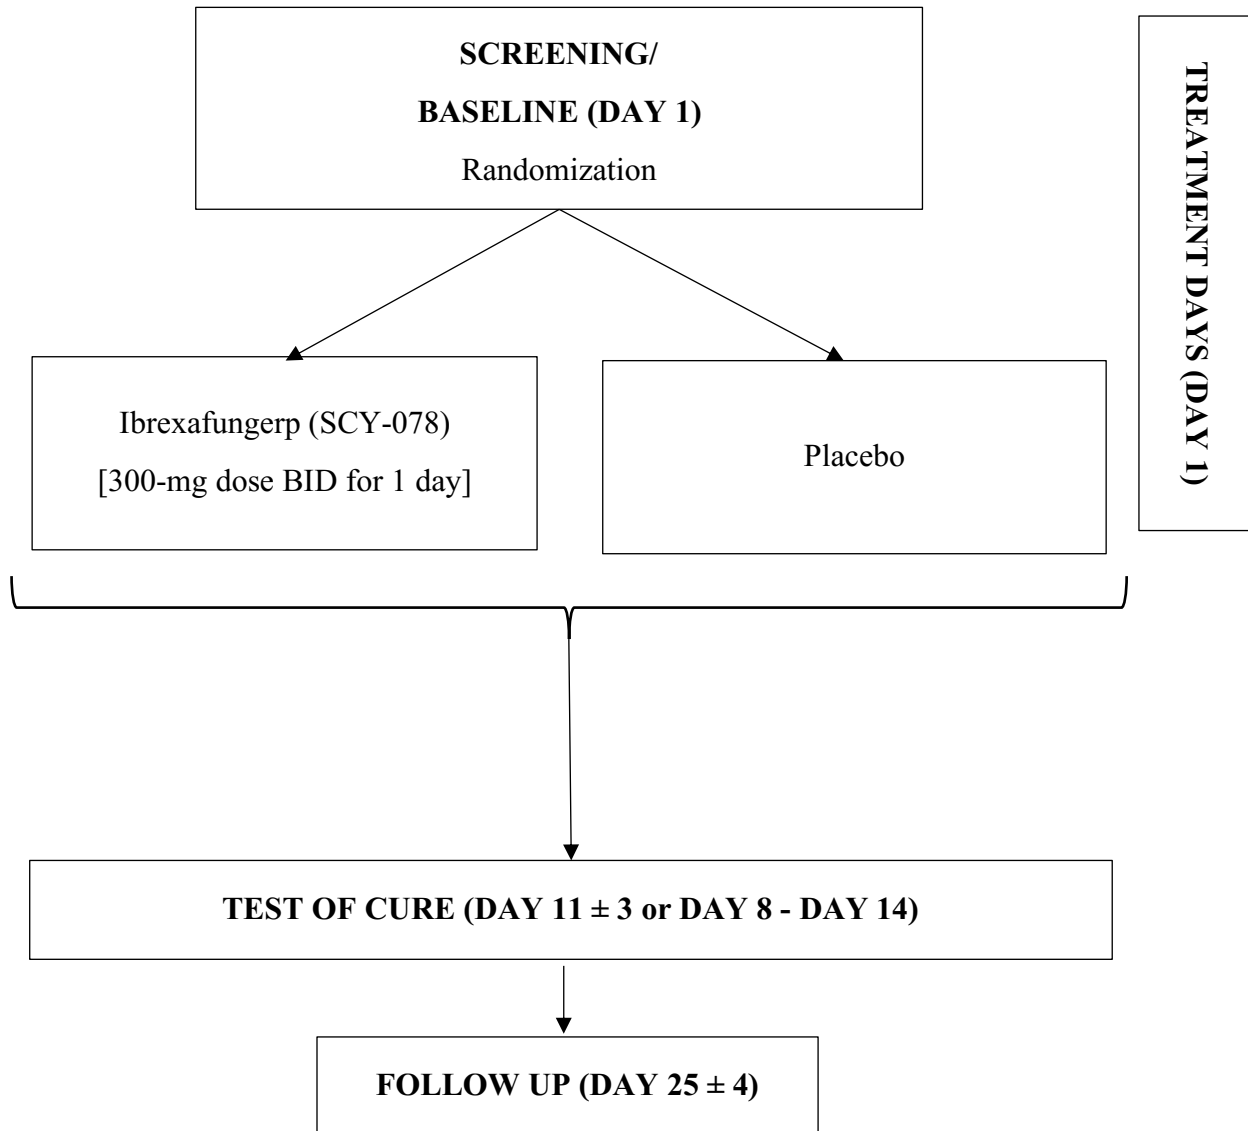 SCREENING/
BASELINE (DAY 1)
Randomization
TREATMENT DAYS (DAY 1)
Ibrexafungerp (SCY-078)
[300-mg dose BID for 1 day]
Placebo
TEST OF CURE (DAY 11 ± 3 or DAY 8 - DAY 14)
FOLLOW UP (DAY 25 ± 4)